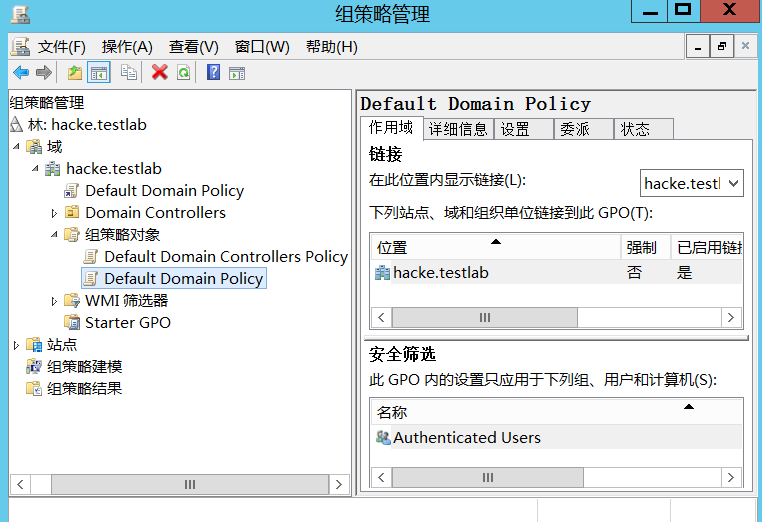 组策略管理
文件(F) 操作(A) 查看(V) 窗口(W) 帮助(H)
组策略管理
林: hacke.testlab
域
hacke.testlab
Default Domain Policy
Domain Controllers
组策略对象
Default Domain Controllers Policy
Default Domain Policy
WMI 筛选器
Starter GPO
站点
组策略建模
组策略结果
Default Domain Policy
作用域 详细信息 设置 委派 状态
链接
在此位置内显示链接(L): hacke.testl
下列站点、域和组织单位链接到此 GPO(T):
位置 强制 已启用链接
hacke.testlab 否 是
安全筛选
此 GPO 内的设置只应用于下列组、用户和计算机(S):
名称
Authenticated Users